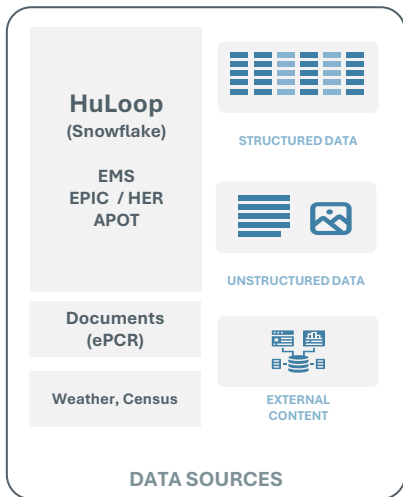 HuLoop
(Snowflake)
EMS
EPIC / HER
APOT
STRUCTURED DATA
UNSTRUCTURED DATA
Documents
(ePCR)
Weather, Census
EXTERNAL
CONTENT
DATA SOURCES